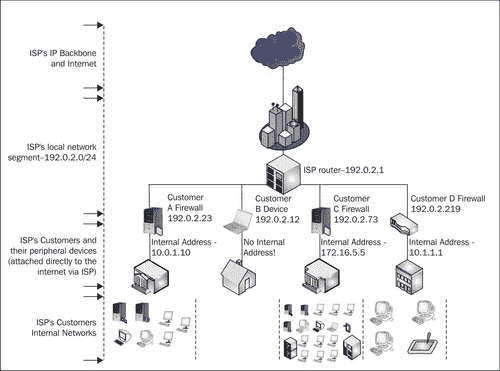 ISP's IP Backbone
and Internet
ISP's local network
segment–192.0.2.0/24
ISP router–192.0.2.1
Customer
A Firewall
192.0.2.23
Customer
B Device
192.0.2.12
Customer
C Firewall
192.0.2.73
Customer D Firewall
192.0.2.219
ISP's Customers and
their peripheral devices
(attached directly to the
internet via ISP)
Internal Address -
10.0.1.10
No Internal
Address!
Internal Address -
172.16.5.5
Internal Address -
10.1.1.1
ISP's Customers
Internal Networks